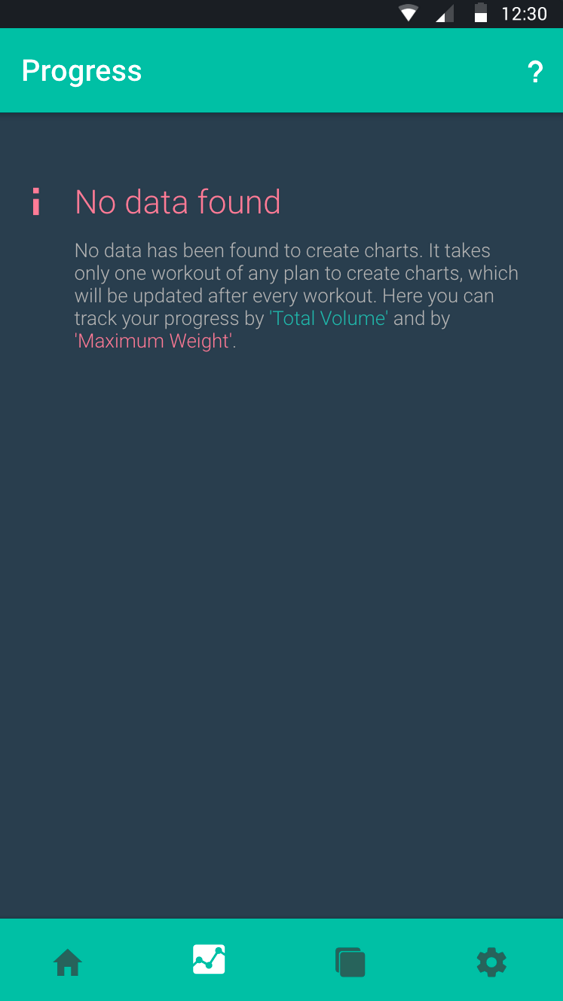 12:30
Progress
?
No data found
No data has been found to create charts. It takes
only one workout of any plan to create charts, which
will be updated after every workout. Here you can
track your progress by 'Total Volume' and by
'Maximum Weight'.